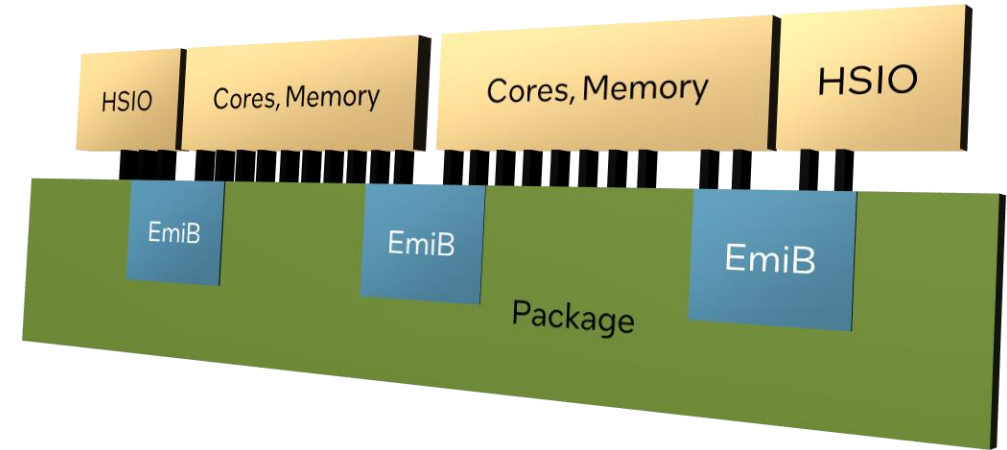 HSIO
Cores, Memory
Cores, Memory
HSIO
EmiB
EmiB
EmiB
Package